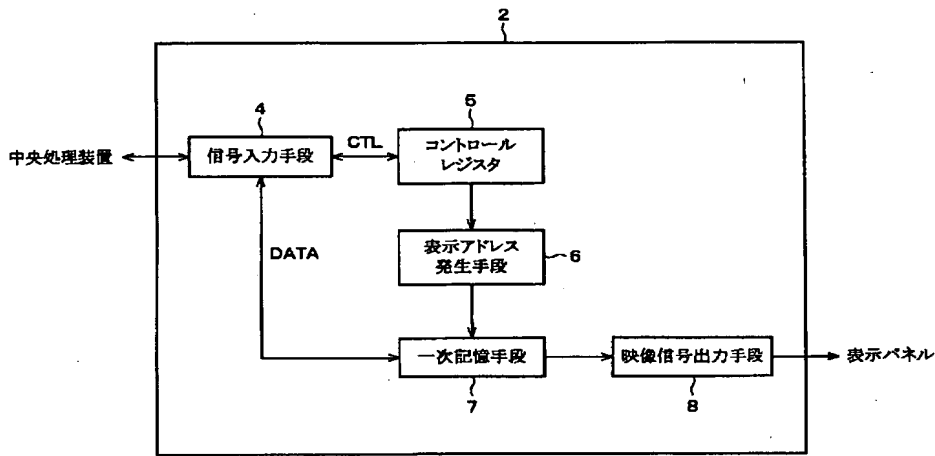 2
4
5
中央処理装置
信号入力手段
CTL
コントロール
レジスタ
DATA
表示アドレス
発生手段
6
一次記憶手段
映像信号出力手段
表示パネル
7
8